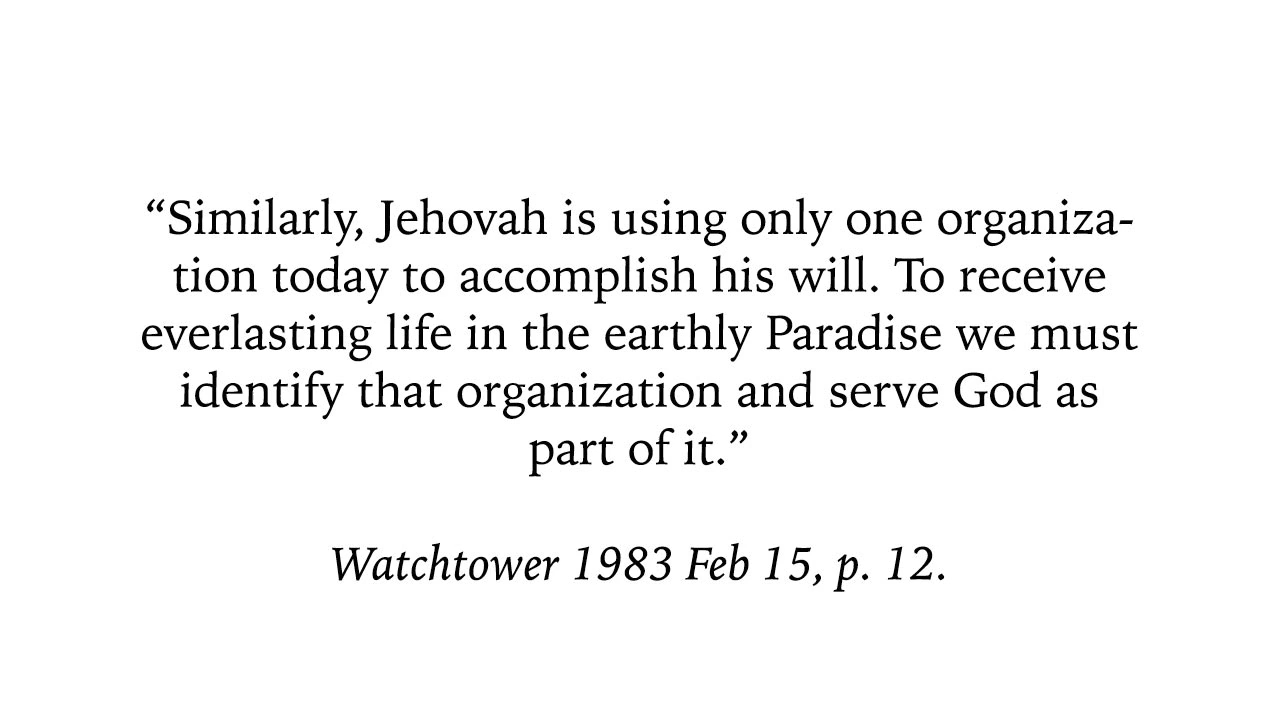 “Similarly, Jehovah is using only one organiza-
tion today to accomplish his will. To receive
everlasting life in the earthly Paradise we must
identify that organization and serve God as
part of it.”
Watchtower 1983 Feb 15, p. 12.